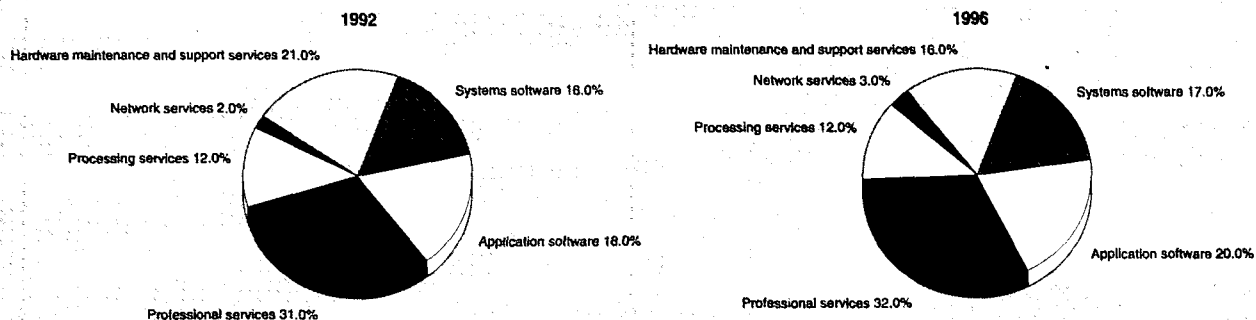 1992
Hardware maintenance and support services 21.0%
Systems software 16.0%
Network services 2.0%
Processing services 12.0%
Application software 18.0%
Professional services 31.0%
1996
Hardware maintenance and support services 16.0%
Network services 3.0%
Systems software 17.0%
Processing services 12.0%
Application software 20.0%
Professional services 32.0%